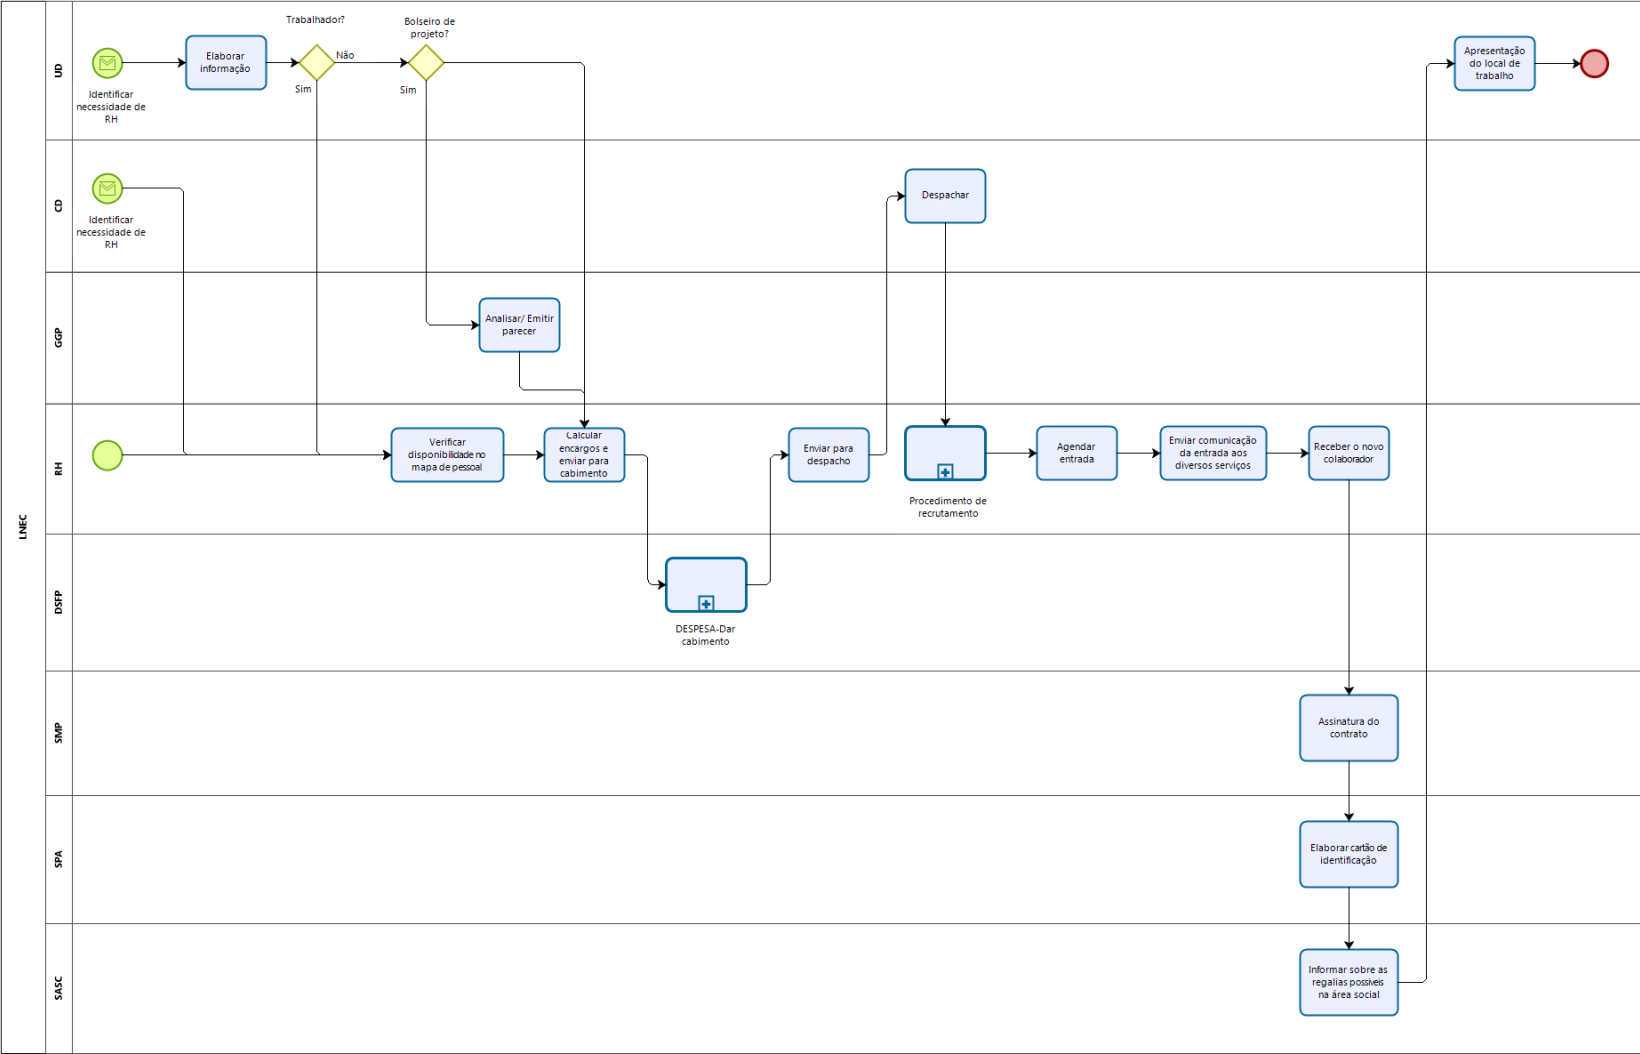 LNEC
UD
Identificar
necessidade de
RH
Elaborar
informação
Trabalhador?
Não
Sim
Bolseiro de
projeto?
Sim
Apresentação
do local de
trabalho
CD
Identificar
necessidade de
RH
Despachar
GGP
Analisar/ Emitir
parecer
RH
Verificar
disponibilidade no
mapa de pessoal
Calcular
encargos e
enviar para
cabimento
Enviar para
despacho
Procedimento de
recrutamento
Agendar
entrada
Enviar comunicação
da entrada aos
diversos serviços
Receber o novo
colaborador
DSFP
DESPESA-Dar
cabimento
SMP
Assinatura do
contrato
SPA
Elaborar cartão de
identificação
SASC
Informar sobre as
regalias possíveis
na área social